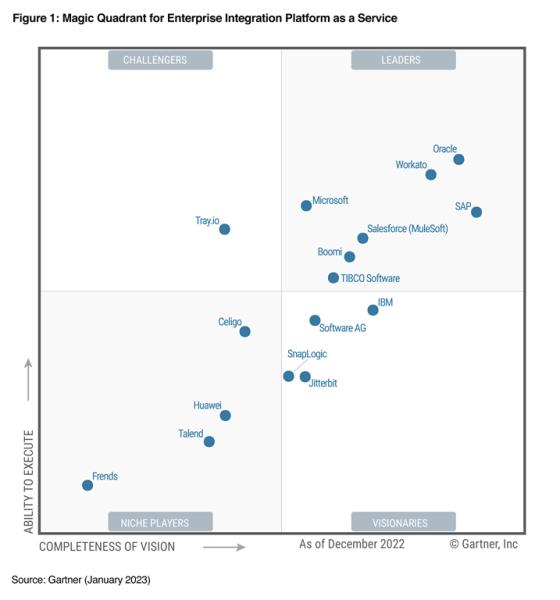 Figure 1: Magic Quadrant for Enterprise Integration Platform as a Service
CHALLENGERS
LEADERS
Oracle
Workato
Microsoft
SAP
Tray.io
Salesforce (MuleSoft)
Boomi
TIBCO Software
IBM
Celigo
Software AG
SnapLogic
Jitterbit
Huawei
Talend
Frends
ABILITY TO EXECUTE
NICHE PLAYERS
VISIONARIES
COMPLETENESS OF VISION
As of December 2022
© Gartner, Inc
Source: Gartner (January 2023)